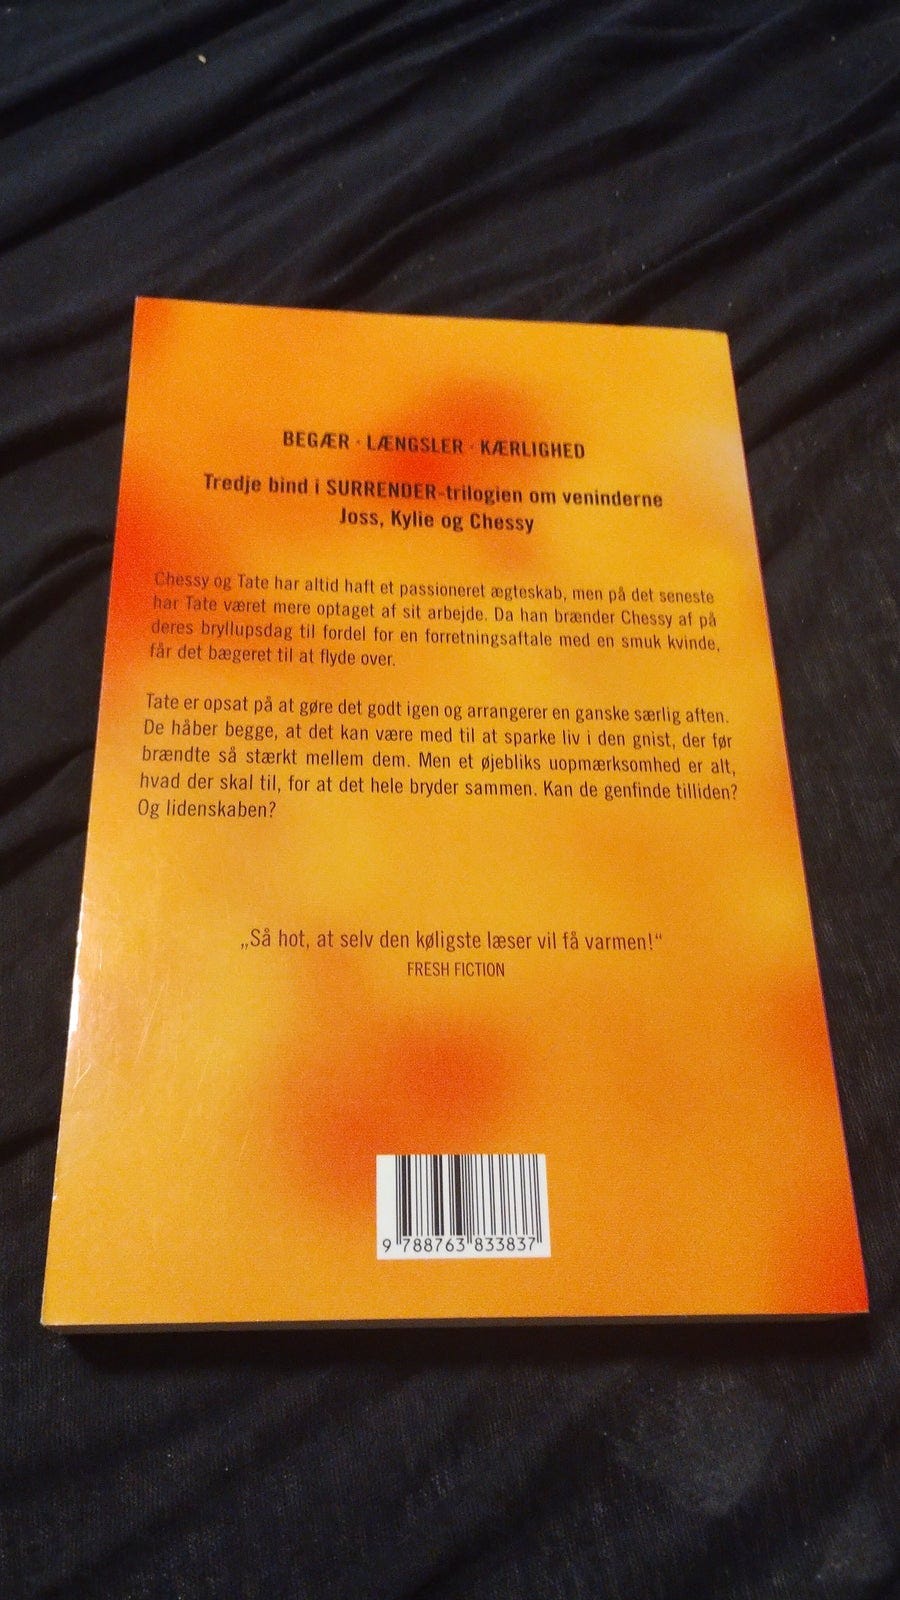 BEGÆR · LÆNGSLER · KÆRLIGHED
Tredje bind i SURRENDER-trilogien om veninderne
Joss, Kylie og Chessy
Chessy og Tate har altid haft et passioneret ægteskab, men på det seneste
har Tate været mere optaget af sit arbejde. Da han brænder Chessy af på
deres bryllupsdag til fordel for en forretningsaftale med en smuk kvinde,
får det bægeret til at flyde over.
Tate er opsat på at gøre det godt igen og arrangerer en ganske særlig aften.
De håber begge, at det kan være med til at sparke liv i den gnist, der før
brændte så stærkt mellem dem. Men et øjebliks uopmærksomhed er alt,
hvad der skal til, for at det hele bryder sammen. Kan de genfinde tilliden?
Og lidenskaben?
„Så hot, at selv den køligste læser vil få varmen!“
FRESH FICTION
9 788763 833837